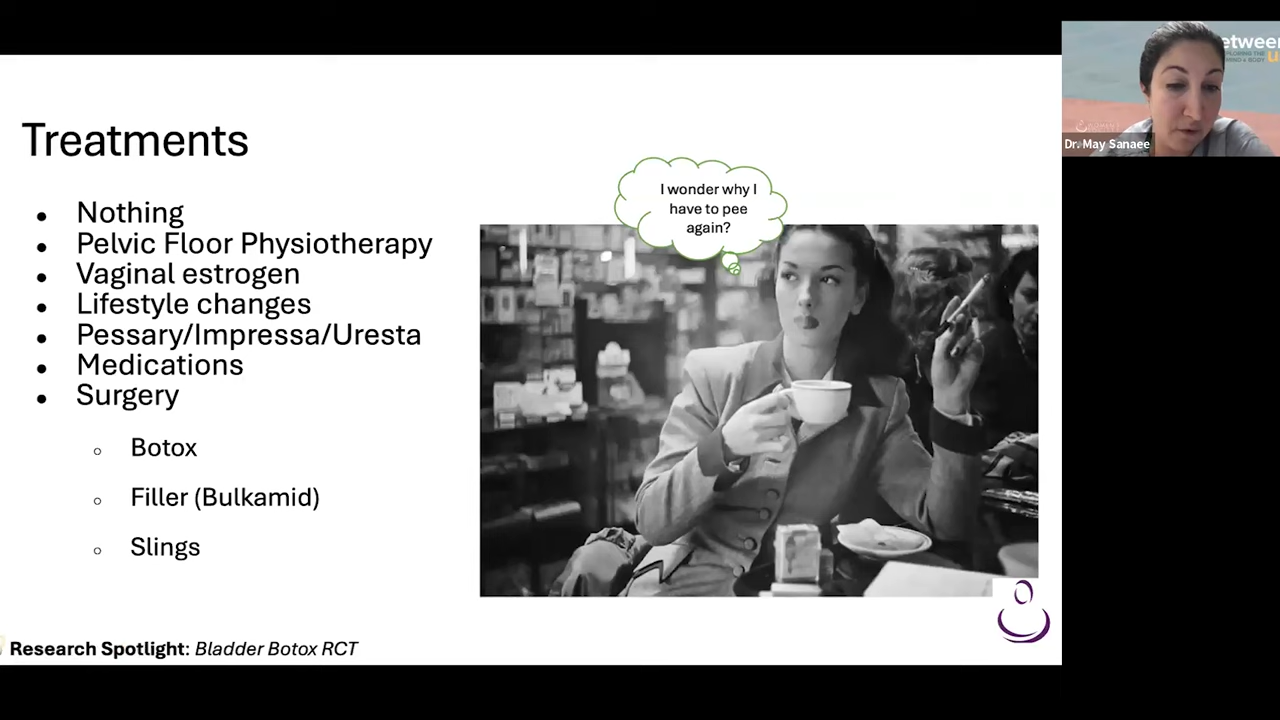 Treatments
• Nothing
• Pelvic Floor Physiotherapy
• Vaginal estrogen
• Lifestyle changes
• Pessary/Impressa/Uresta
• Medications
• Surgery
○ Botox
○ Filler (Bulkamid)
○ Slings
Research Spotlight: Bladder Botox RCT
I wonder why I
have to pee
again?
etween
Dr. May Sanaee